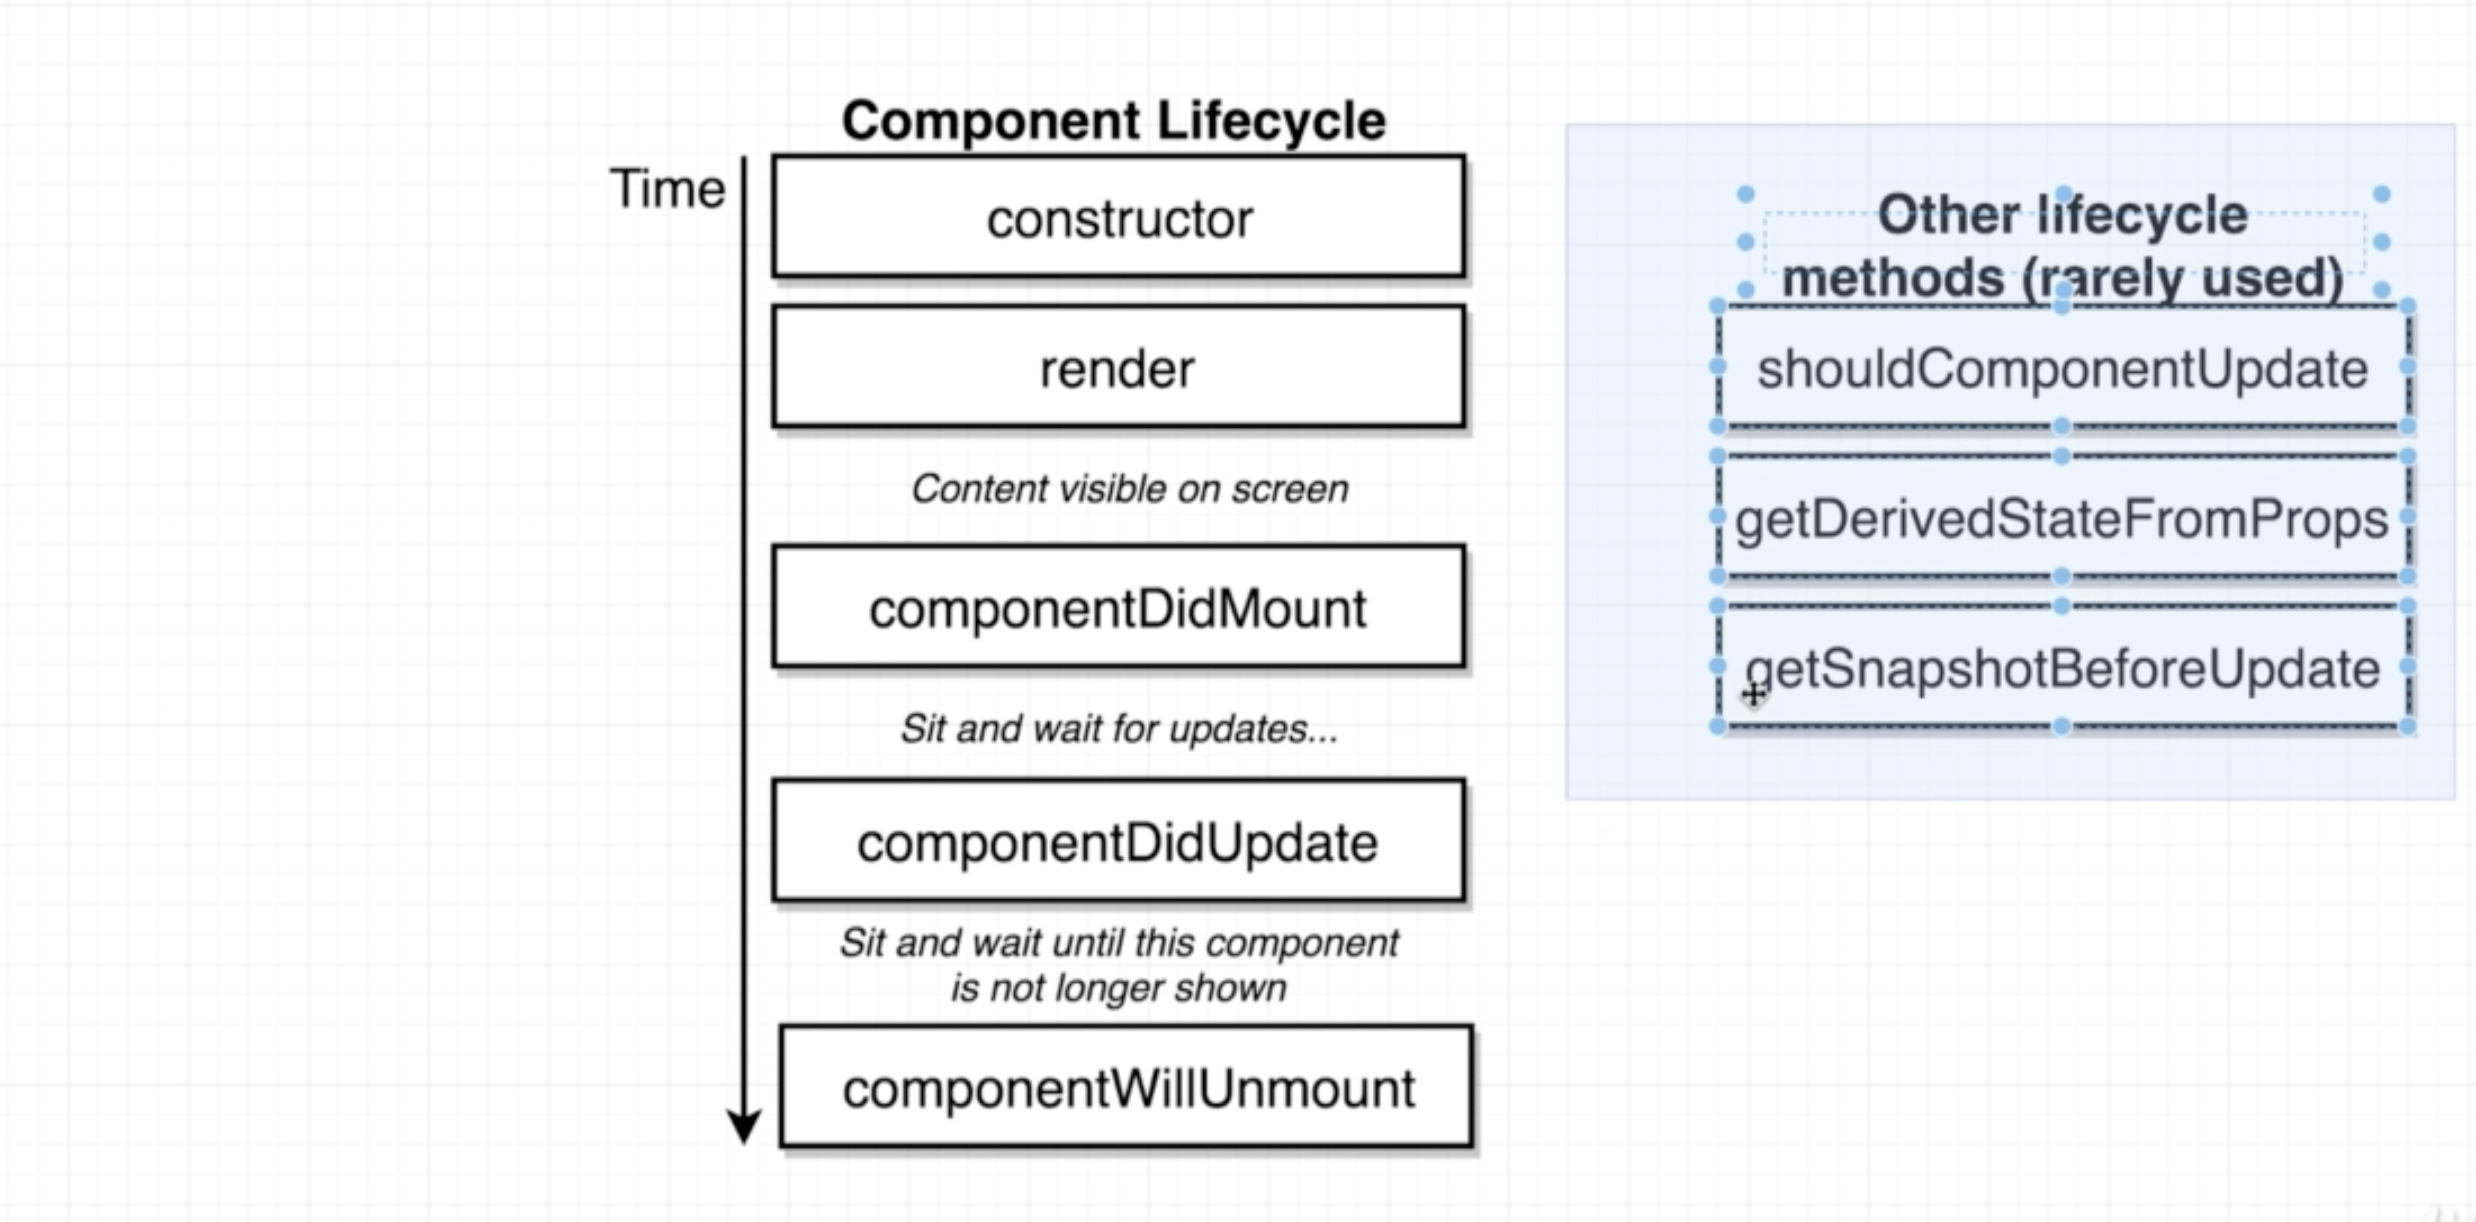 Component Lifecycle
Time
constructor
render
Content visible on screen
componentDidMount
Sit and wait for updates...
componentDidUpdate
Sit and wait until this component
is not longer shown
componentWillUnmount
Other lifecycle
methods (rarely used)
shouldComponentUpdate
getDerivedStateFromProps
getSnapshotBeforeUpdate